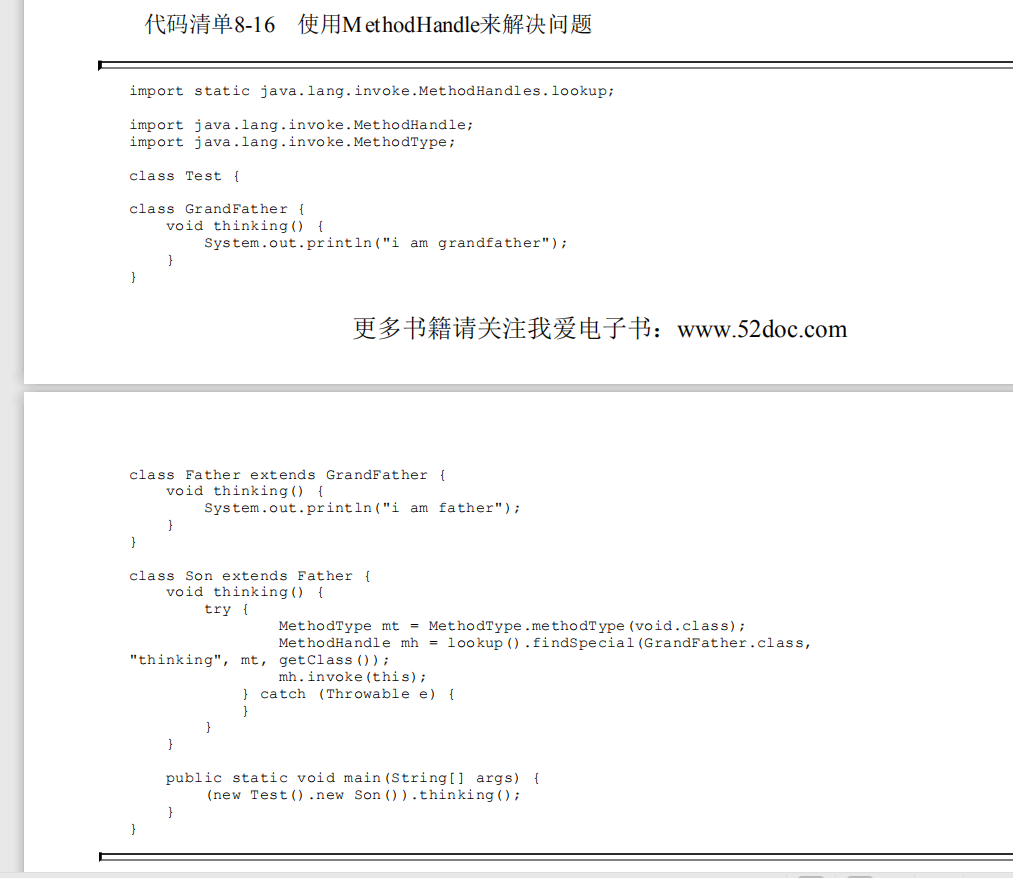 代码清单8-16 使用MethodHandle来解决问题
import static java.lang.invoke.MethodHandles.lookup;
import java.lang.invoke.MethodHandle;
import java.lang.invoke.MethodType;
class Test {
class GrandFather {
void thinking() {
System.out.println("i am grandfather");
}
}
更多书籍请关注我爱电子书：www.52doc.com
class Father extends GrandFather {
void thinking() {
System.out.println("i am father");
}
}
class Son extends Father {
void thinking() {
try {
MethodType mt = MethodType.methodType(void.class);
MethodHandle mh = lookup().findSpecial(GrandFather.class,
"thinking", mt, getClass());
mh.invoke(this);
} catch (Throwable e) {
}
}
}
public static void main(String[] args) {
(new Test().new Son()).thinking();
}
}